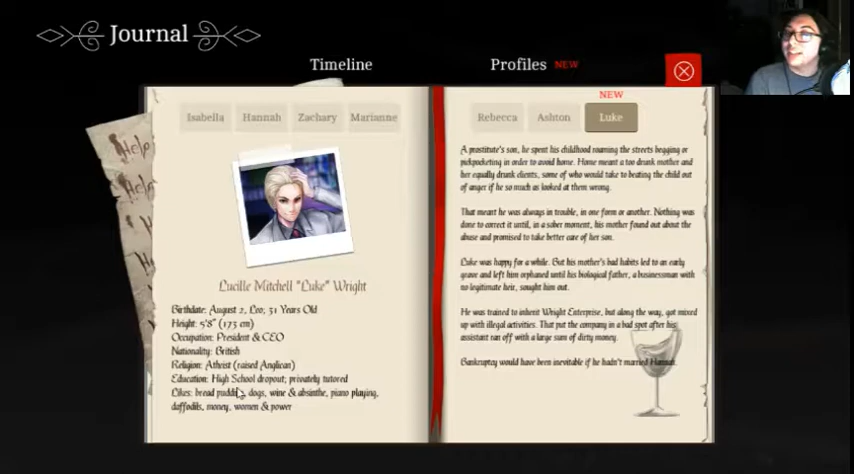 Journal
Timeline
Profiles NEW
NEW
Isabella Hannah Zachary Marianne
Rebecca Ashton Luke
Help
Help
Lucille Mitchell "Luke" Wright
Birthdate: August 2, Leo, 31 Years Old
Height: 5'8" (173 cm)
Occupation: President & CEO
Nationality: British
Religion: Atheist (raised Anglican)
Education: High School dropout; privately tutored
Likes: bread pudding, dogs, wine & absinthe, piano playing,
daffodils, money, women & power
A prostitute's son, he spent his childhood roaming the streets begging or
pickpocketing in order to avoid home. Home meant a too drunk mother and
her equally drunk clients, some of who would take to beating the child out
of anger if he so much as looked at them wrong.
That meant he was always in trouble, in one form or another. Nothing was
done to correct it until, in a sober moment, his mother found out about the
abuse and promised to take better care of her son.
Luke was happy for a while. But his mother's bad habits led to an early
grave and left him orphaned until his biological father, a businessman with
no legitimate heir, sought him out.
He was trained to inherit Wright Enterprise, but along the way, got mixed
up with illegal activities. That put the company in a bad spot after his
assistant ran off with a large sum of dirty money.
Bankruptcy would have been inevitable if he hadn't married Hannah.